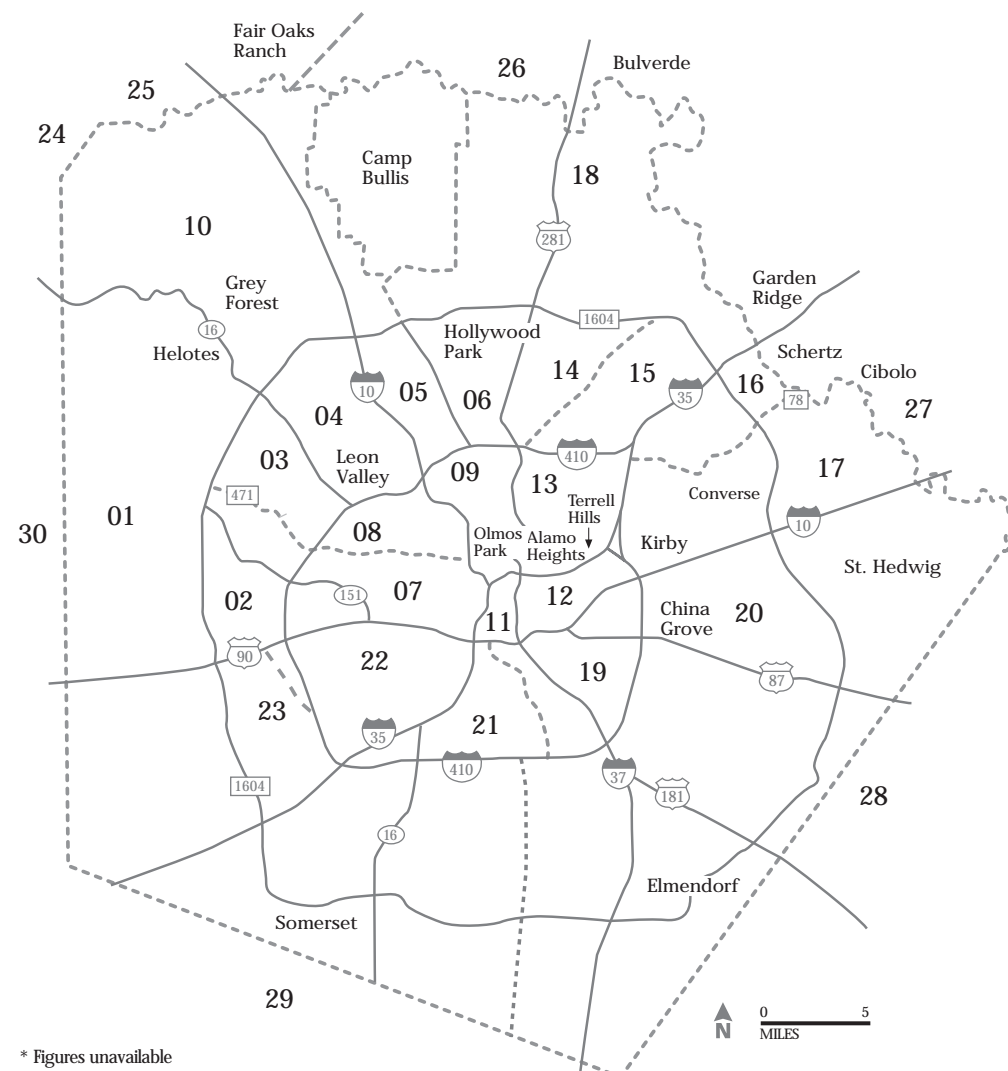 Fair Oaks
Ranch
26
Bulverde
25
24
Camp
Bullis
18
10
281
Grey
Forest
Garden
Ridge
16
Helotes
Hollywood
Park
1604
Schertz
14
15
16
Cibolo
10
05
06
35
78
27
04
03
Leon
Valley
09
410
17
471
13
Converse
01
Terrell
Hills
10
30
08
Olmos
Park
Alamo
Heights
Kirby
St. Hedwig
02
151
07
12
11
China
Grove
20
90
22
19
87
23
21
35
410
37
1604
181
28
16
Elmendorf
Somerset
29
N
0 5
MILES
* Figures unavailable